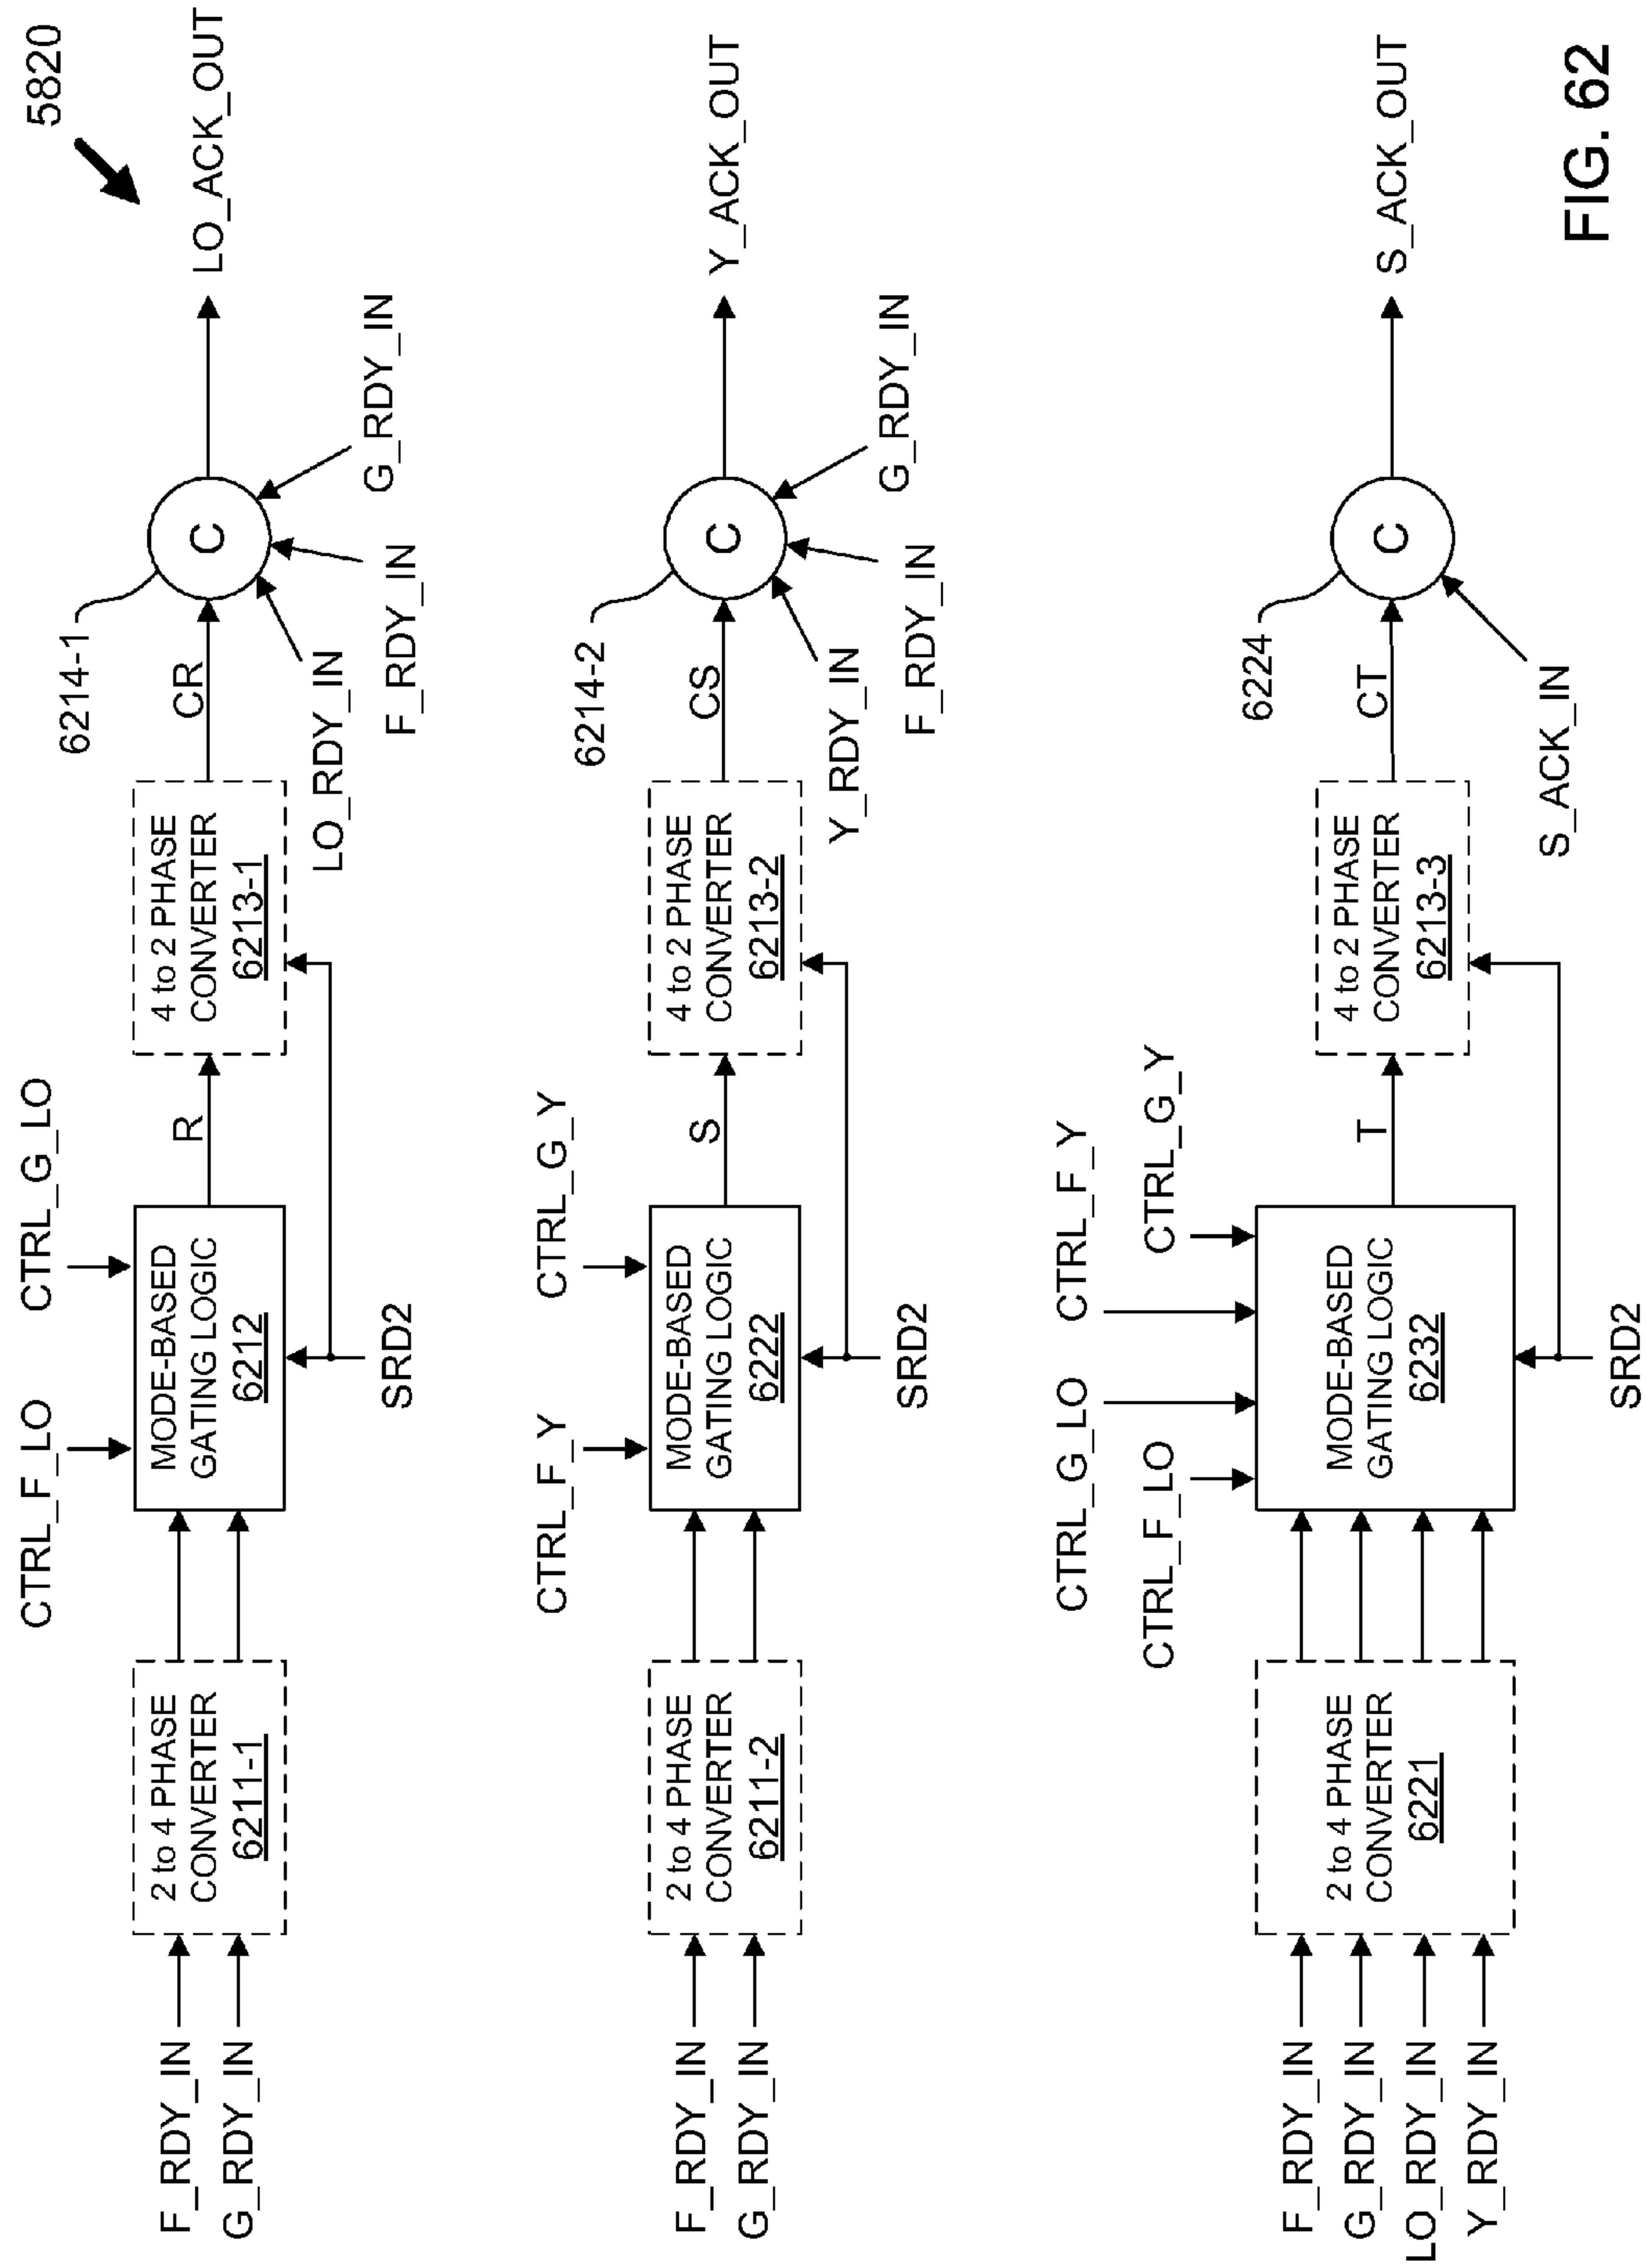 5820
F_RDY_IN
G_RDY_IN
2 to 4 PHASE
CONVERTER
6211-1
CTRL_F_LO
CTRL_G_LO
MODE-BASED
GATING LOGIC
6212
SRD2
R
4 to 2 PHASE
CONVERTER
6213-1
CR
6214-1
C
LO_RDY_IN
F_RDY_IN
G_RDY_IN
LO_ACK_OUT
F_RDY_IN
G_RDY_IN
2 to 4 PHASE
CONVERTER
6211-2
CTRL_F_Y
CTRL_G_Y
MODE-BASED
GATING LOGIC
6222
SRD2
S
4 to 2 PHASE
CONVERTER
6213-2
CS
6214-2
C
Y_RDY_IN
F_RDY_IN
G_RDY_IN
Y_ACK_OUT
F_RDY_IN
G_RDY_IN
LO_RDY_IN
Y_RDY_IN
2 to 4 PHASE
CONVERTER
6221
CTRL_G_LO
CTRL_F_Y
CTRL_F_LO
CTRL_G_Y
MODE-BASED
GATING LOGIC
6232
SRD2
T
4 to 2 PHASE
CONVERTER
6213-3
CT
6224
C
S_ACK_IN
S_ACK_OUT
FIG. 62